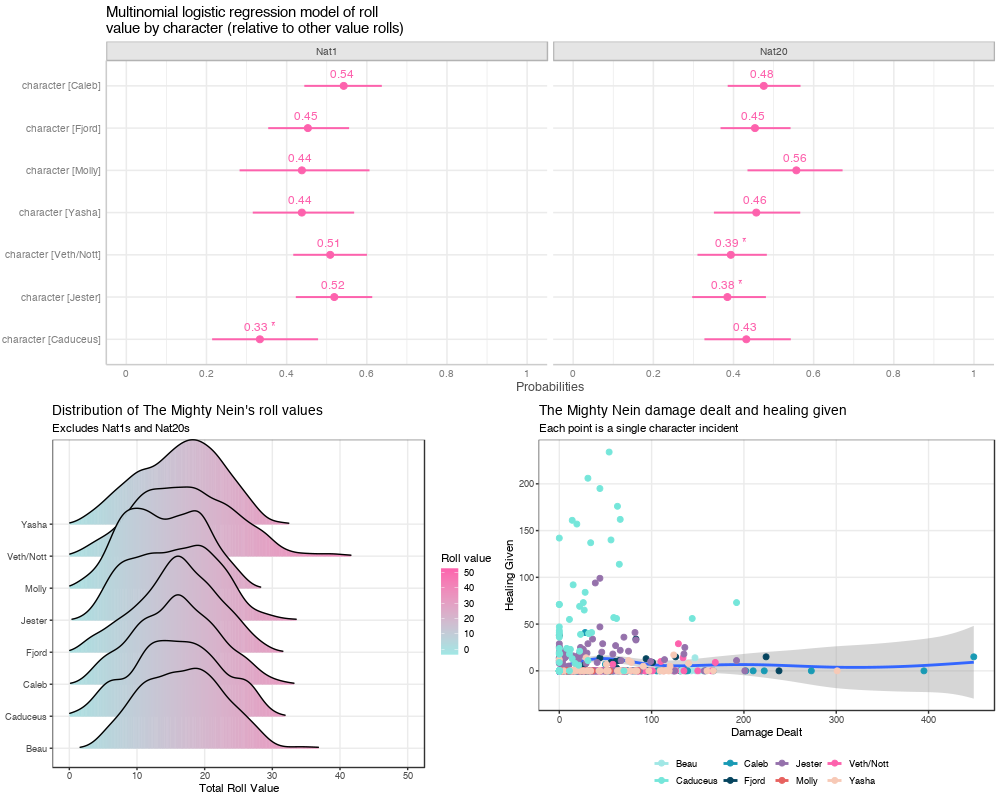 Multinomial logistic regression model of roll
value by character (relative to other value rolls)
Nat1
Nat20
character [Caleb]
character [Fjord]
character [Molly]
character [Yasha]
character [Veth/Nott]
character [Jester]
character [Caduceus]
0.54
0.45
0.44
0.44
0.51
0.52
0.33 *
0.48
0.45
0.56
0.46
0.39 *
0.38 *
0.43
0 0.2 0.4 0.6 0.8 1
0 0.2 0.4 0.6 0.8 1
Probabilities
Distribution of The Mighty Nein's roll values
Excludes Nat1s and Nat20s
Yasha
Veth/Nott
Molly
Jester
Fjord
Caleb
Caduceus
Beau
0 10 20 30 40 50
Total Roll Value
Roll value
50
40
30
20
10
0
The Mighty Nein damage dealt and healing given
Each point is a single character incident
Healing Given
200
150
100
50
0
0 100 200 300 400
Damage Dealt
Beau Caleb Jester Veth/Nott
Caduceus Fjord Molly Yasha